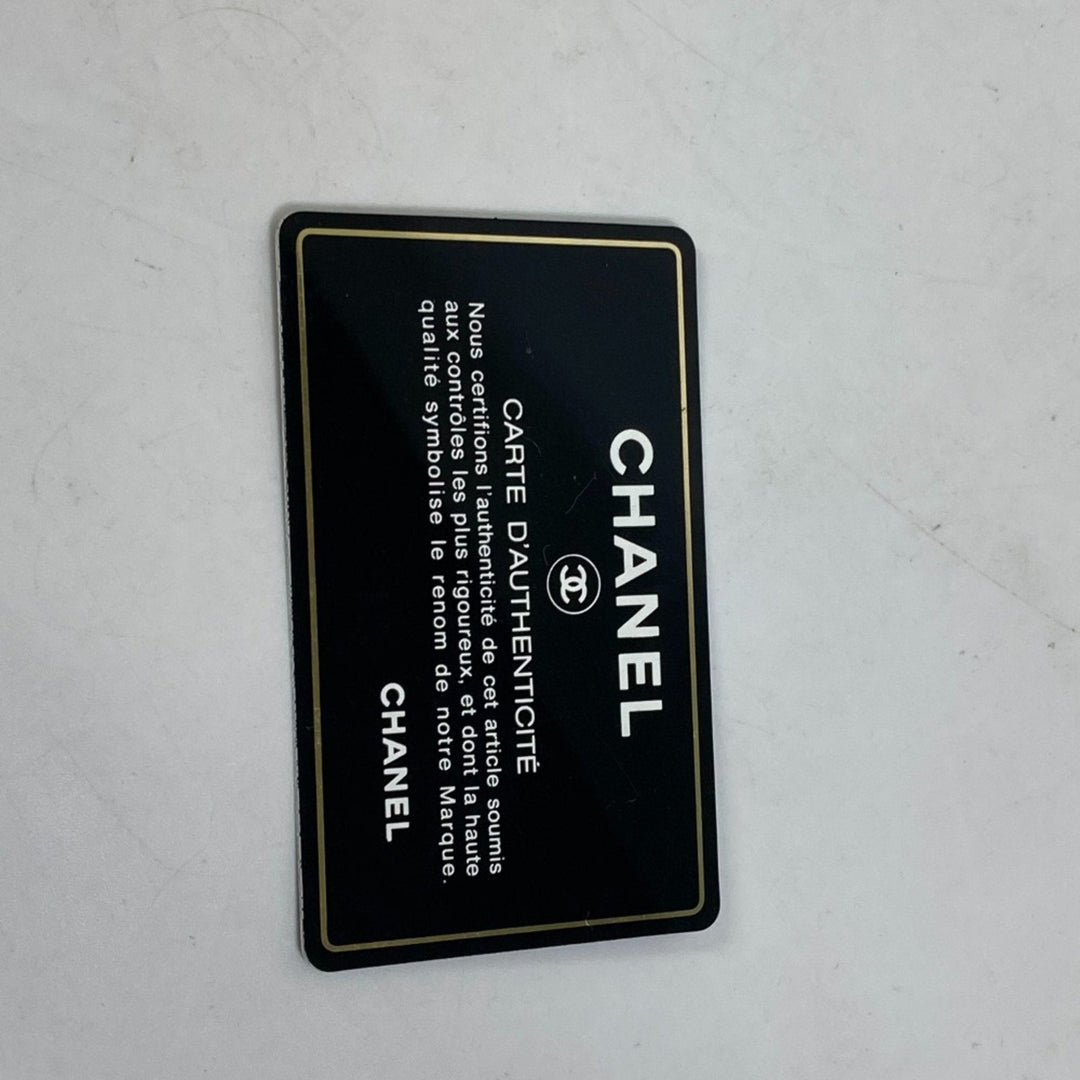 CHANEL
CARTE D'AUTHENTICITÉ
Nous certifions l'authenticité de cet article soumis
aux contrôles les plus rigoureux, et dont la haute
qualité symbolise le renom de notre Marque.
CHANEL